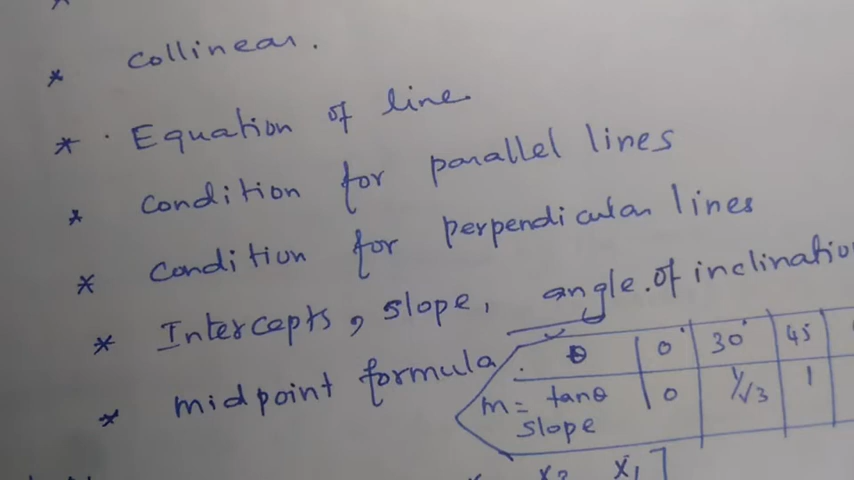 * collinear.
* Equation of line
* condition for parallel lines
* condition for perpendicular lines
* Intercepts, slope, angle of
* midpoint formula
θ 0° 30° 45
m = tanθ 0 1/√3 1
slope
x₁]